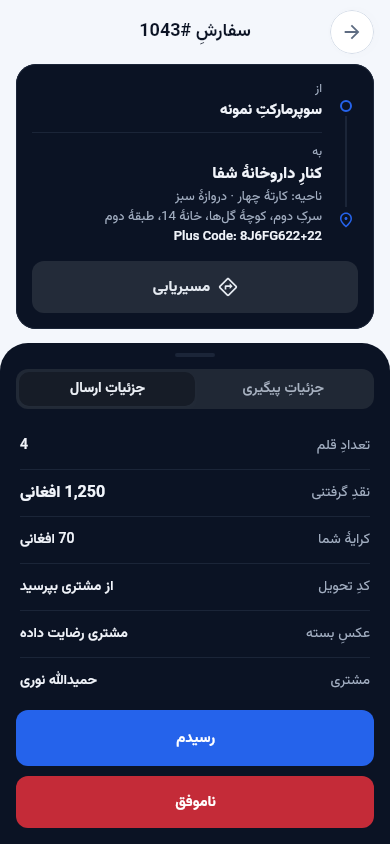 سفارشِ #1043
از
سوپرمارکتِ نمونه
به
کنارِ داروخانهٔ شفا
ناحیه: کارتهٔ چهار · دروازهٔ سبز
سرکِ دوم، کوچهٔ گل‌ها، خانهٔ 14، طبقهٔ دوم
Plus Code: 8J6FG622+22
مسیریابی
جزئیاتِ پیگیری
جزئیاتِ ارسال
تعدادِ قلم 4
نقدِ گرفتنی 1,250 افغانی
کرایهٔ شما 70 افغانی
کدِ تحویل از مشتری بپرسید
عکسِ بسته مشتری رضایت داده
مشتری حمیدالله نوری
رسیدم
ناموفق